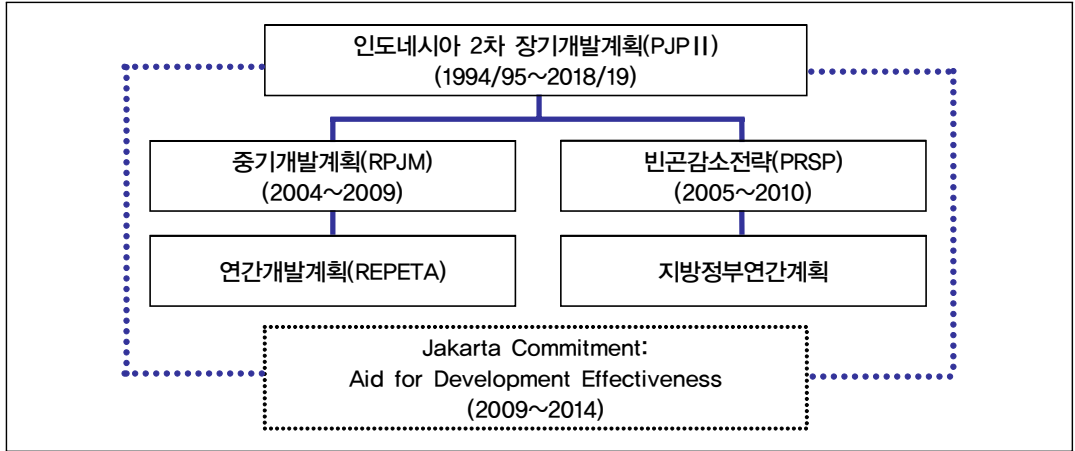 인도네시아 2차 장기개발계획(PJPⅡ)
(1994/95~2018/19)
중기개발계획(RPJM)
(2004~2009)
빈곤감소전략(PRSP)
(2005~2010)
연간개발계획(REPETA)
지방정부연간계획
Jakarta Commitment:
Aid for Development Effectiveness
(2009~2014)